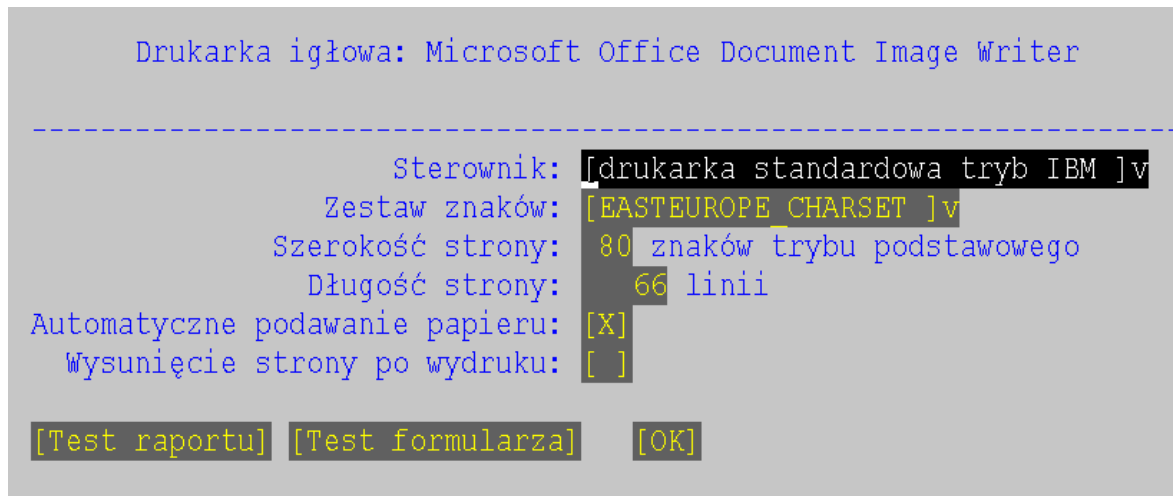 Drukarka igłowa: Microsoft Office Document Image Writer
--------------------------------------------------------------------
Sterownik: [drukarka standardowa tryb IBM ]v
Zestaw znaków: [EASTEUROPE_CHARSET ]v
Szerokość strony: 80 znaków trybu podstawowego
Długość strony: 66 linii
Automatyczne podawanie papieru: [X]
Wysunięcie strony po wydruku: [ ]
[Test raportu] [Test formularza] [OK]